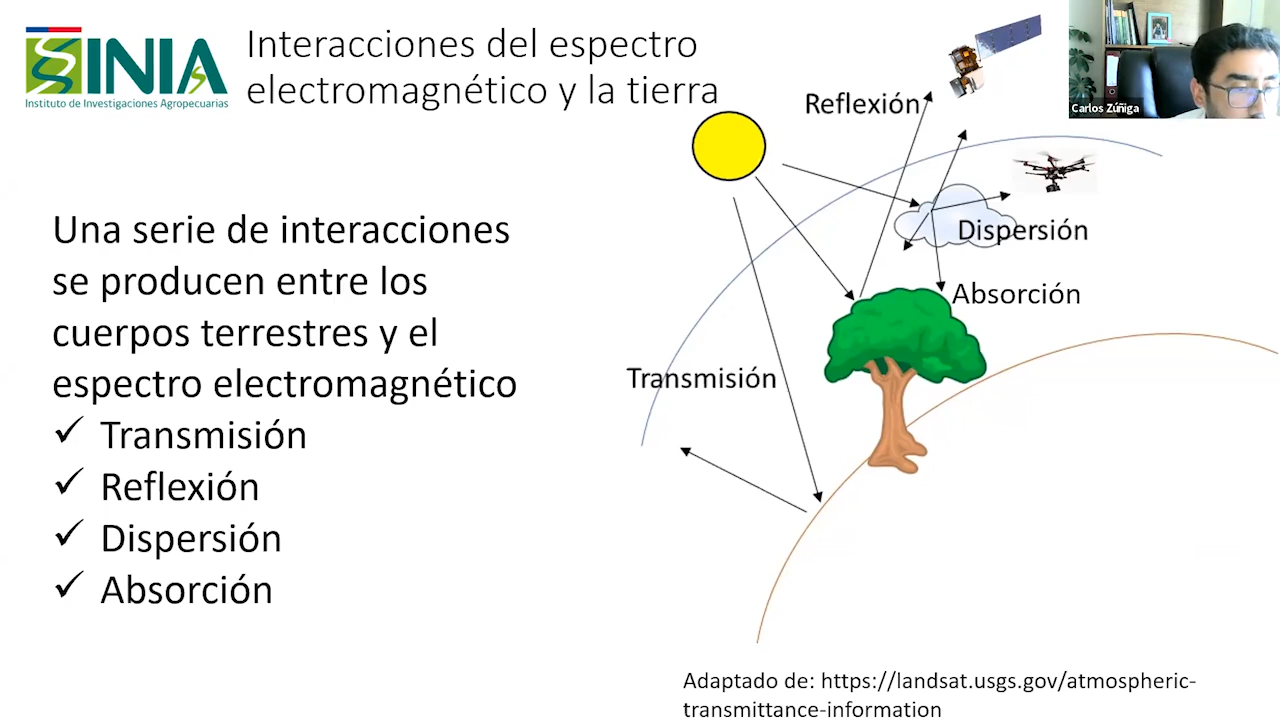 INIA
Instituto de Investigaciones Agropecuarias
Interacciones del espectro
electromagnético y la tierra
Carlos Zúñiga
Reflexión
Dispersión
Absorción
Transmisión
Una serie de interacciones
se producen entre los
cuerpos terrestres y el
espectro electromagnético
✓ Transmisión
✓ Reflexión
✓ Dispersión
✓ Absorción
Adaptado de: https://landsat.usgs.gov/atmospheric-
transmittance-information